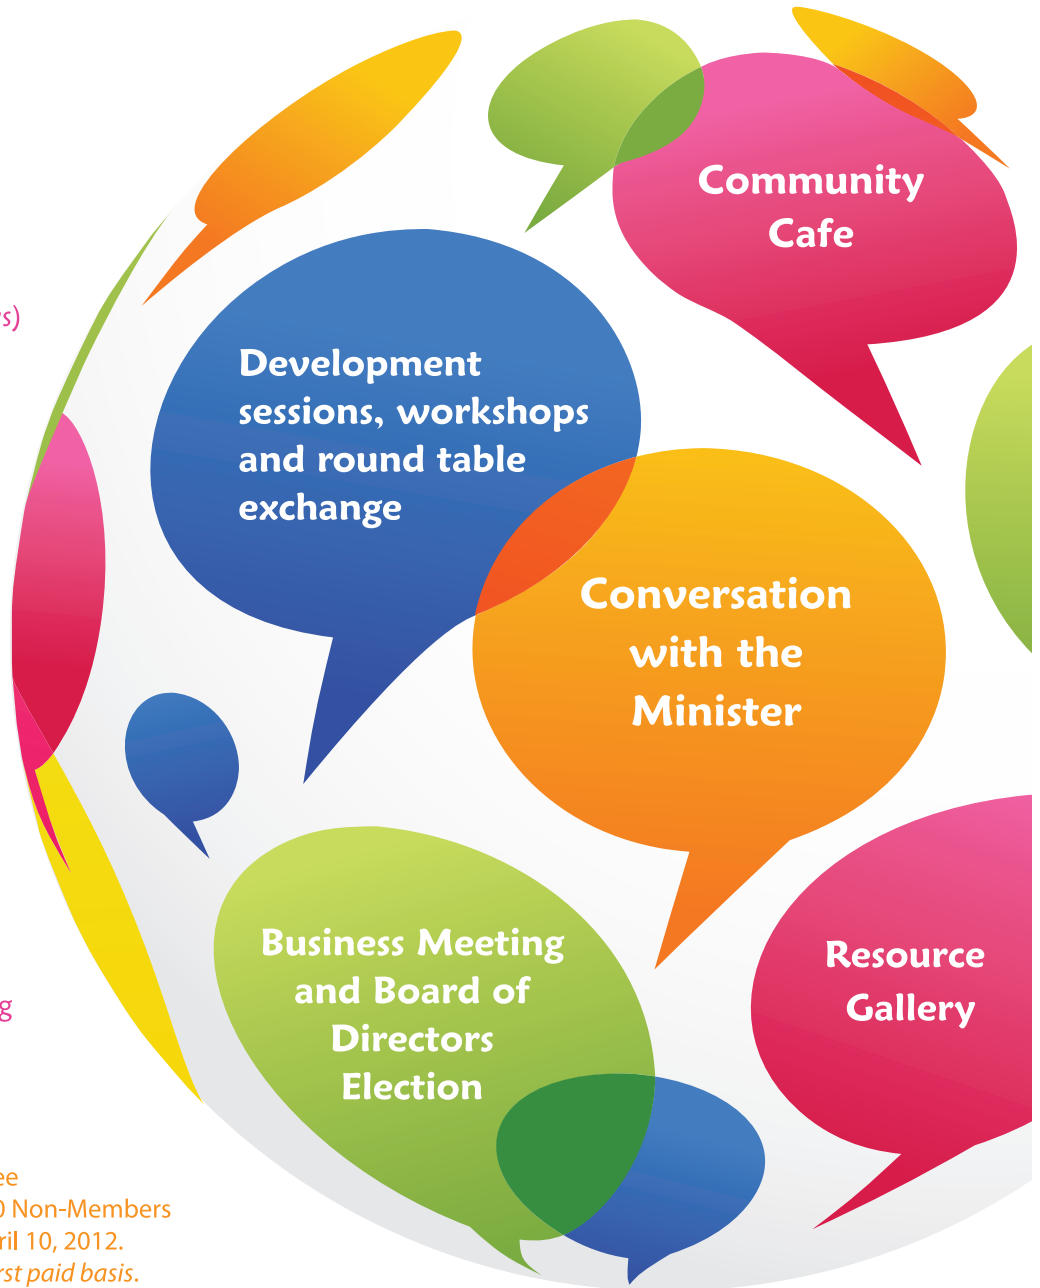 Community
Cafe
Development
sessions, workshops
and round table
exchange
Conversation
with the
Minister
Business Meeting
and Board of
Directors
Election
Resource
Gallery
Non-Members
10, 2012.
paid basis.